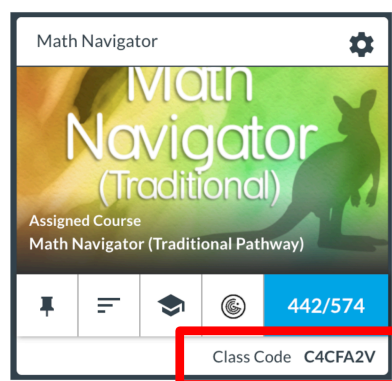 Math Navigator
Math
Navigator
(Traditional)
Assigned Course
Math Navigator (Traditional Pathway)
442/574
Class Code C4CFA2V